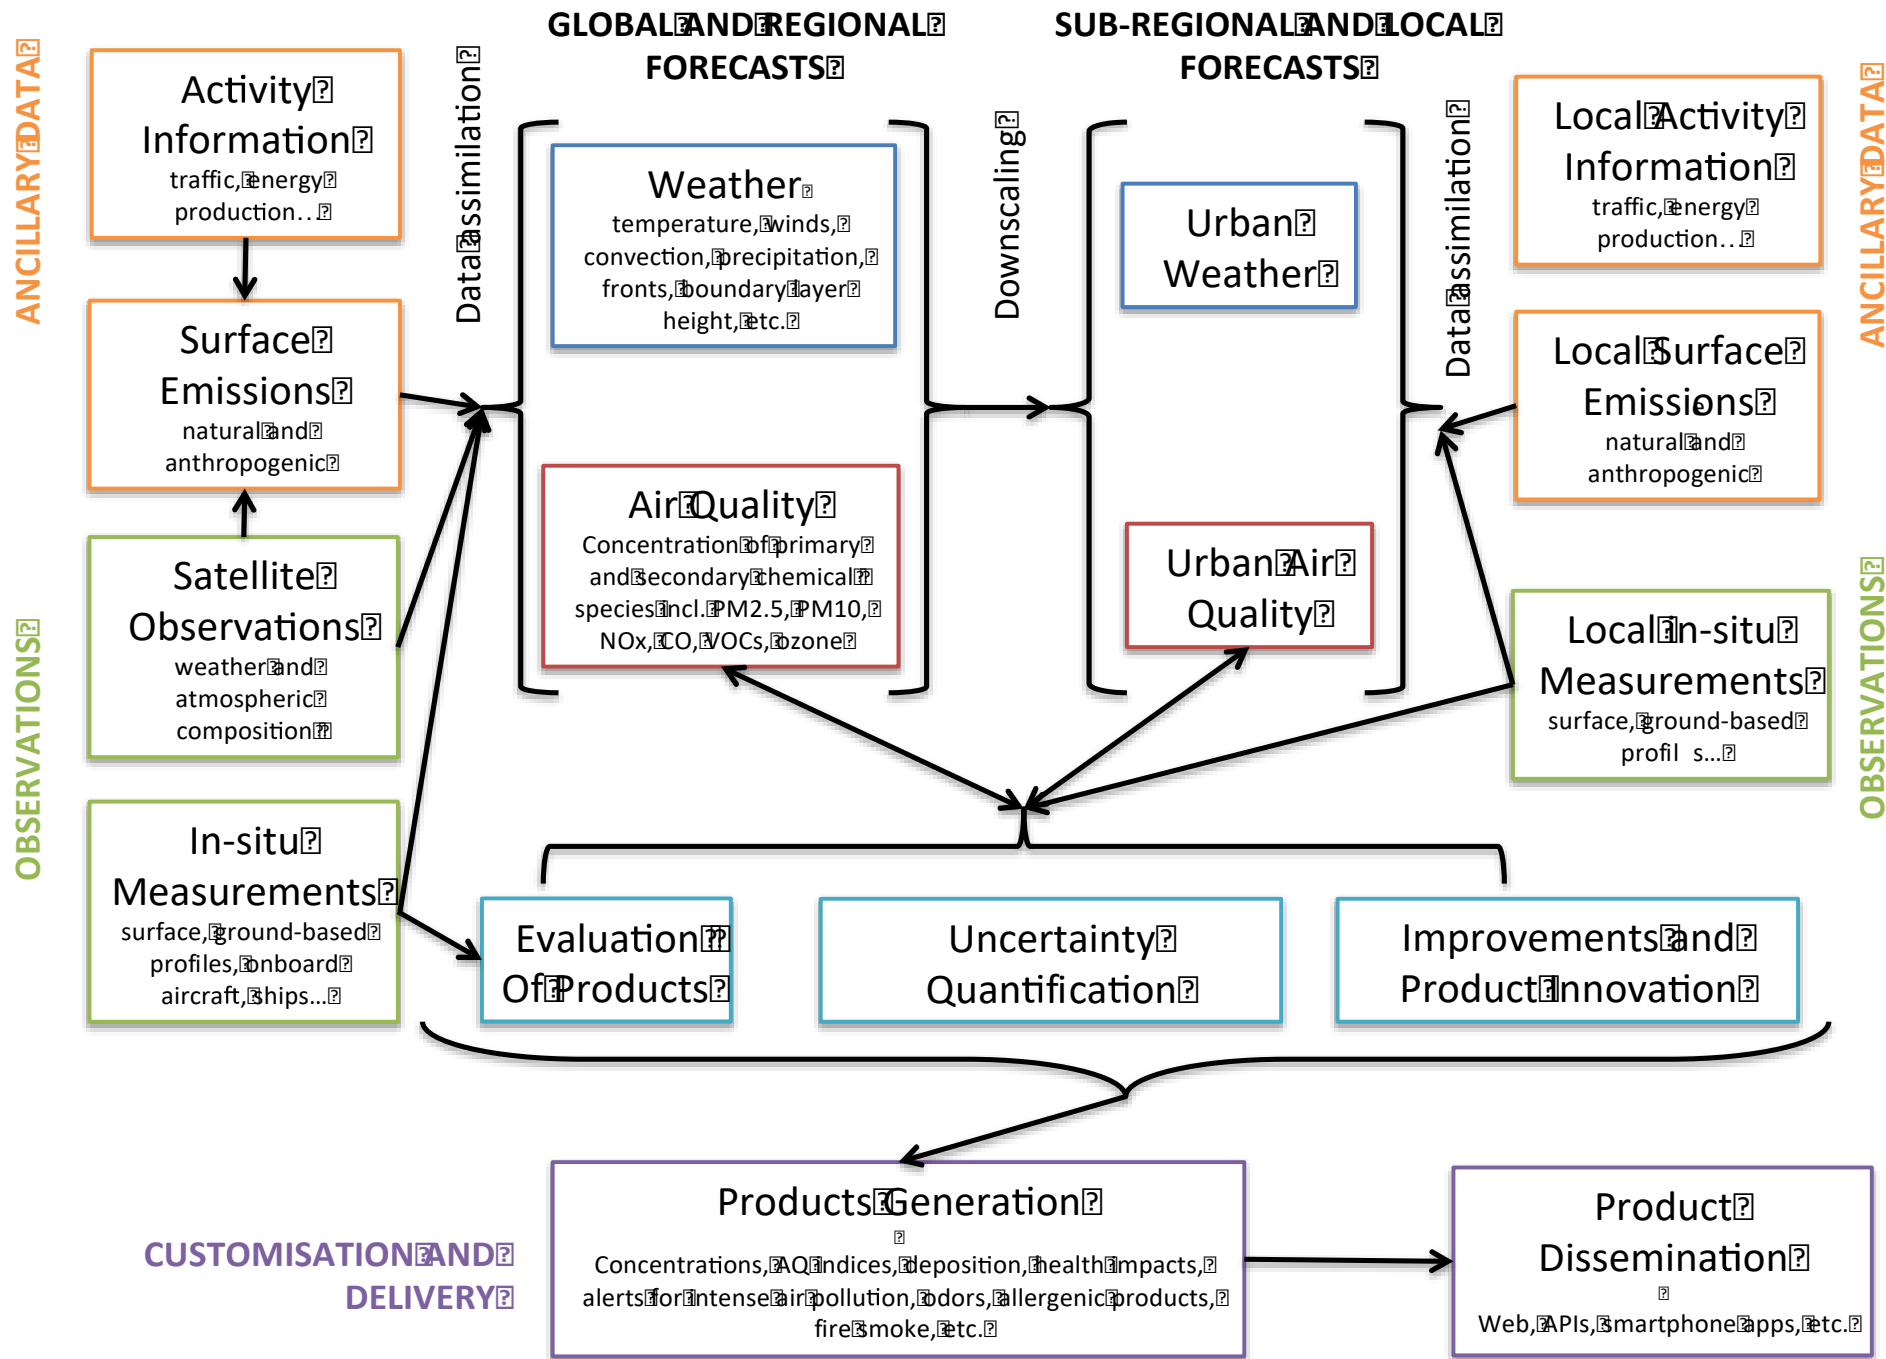 GLOBAL AND REGIONAL
FORECASTS
SUB-REGIONAL AND LOCAL
FORECASTS
ANCILLARY DATA
Activity
Information
traffic, energy
production...
Surface
Emissions
natural and
anthropogenic
OBSERVATIONS
Satellite
Observations
weather and
atmospheric
composition
In-situ
Measurements
surface, ground-based
profiles, onboard
aircraft, ships...
Data assimilation
Weather
temperature, winds,
convection, precipitation,
fronts, boundary layer
height, etc.
Air Quality
Concentration of primary
and secondary chemical
species incl. PM2.5, PM10,
NOx, CO, VOCs, ozone
Downscaling
Urban
Weather
Urban Air
Quality
Data assimilation
ANCILLARY DATA
Local Activity
Information
traffic, energy
production...
Local Surface
Emissions
natural and
anthropogenic
OBSERVATIONS
Local in-situ
Measurements
surface, ground-based
profil s...
Evaluation
Of Products
Uncertainty
Quantification
Improvements and
Product Innovation
CUSTOMISATION AND
DELIVERY
Products Generation
Concentrations, AQ indices, deposition, health impacts,
alerts for intense air pollution, odors, allergenic products,
fire smoke, etc.
Product
Dissemination
Web, APIs, smartphone apps, etc.